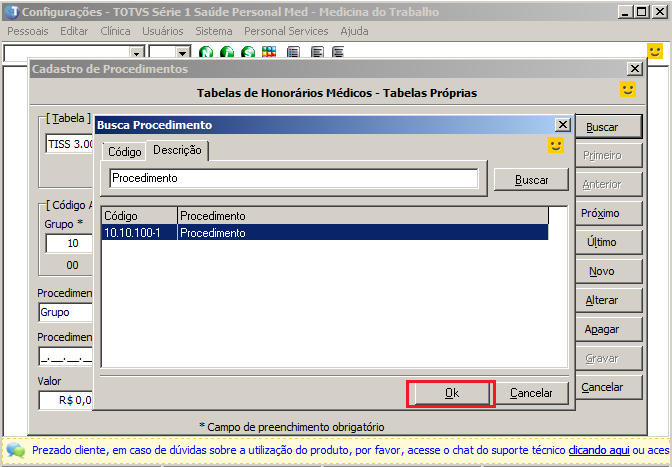 Configurações - TOTVS Série 1 Saúde Personal Med - Medicina do Trabalho
Pessoais Editar Clínica Usuários Sistema Personal Services Ajuda
Cadastro de Procedimentos
Tabelas de Honorários Médicos - Tabelas Próprias
[ Tabela ]
TISS 3.00
[ Código A
Grupo *
10
00
Procedimen
Grupo
Procedimen
_.__.__._
Valor
R$ 0,0
Busca Procedimento
Código Descrição
Procedimento
Buscar
Código Procedimento
10.10.100-1 Procedimento
Ok Cancelar
Buscar
Primeiro
Anterior
Próximo
Último
Novo
Alterar
Apagar
Gravar
Cancelar
* Campo de preenchimento obrigatório
Prezado cliente, em caso de dúvidas sobre a utilização do produto, por favor, acesse o chat do suporte técnico clicando aqui ou aces